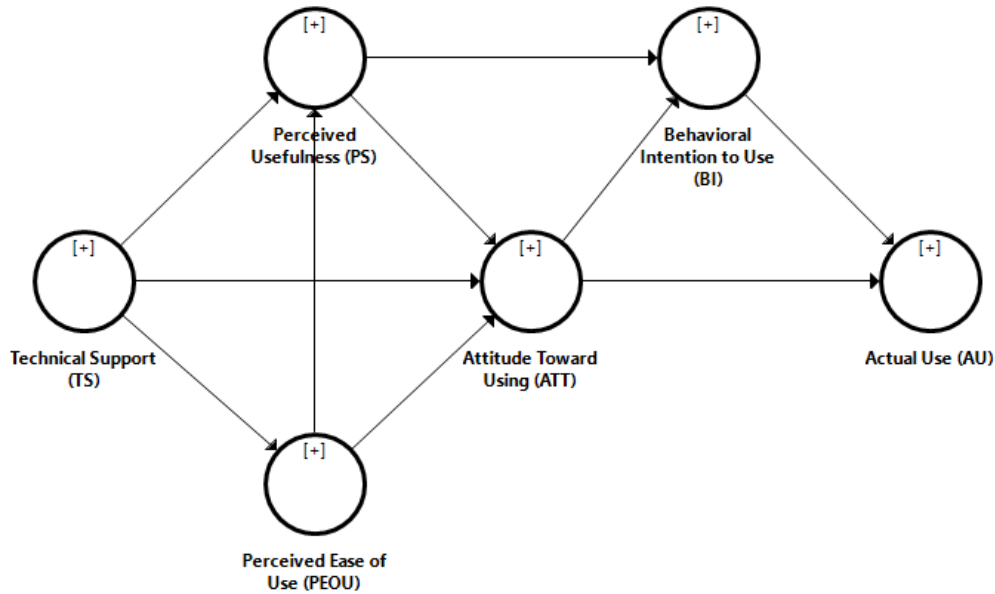 [+]
Perceived
Usefulness (PS)
[+]
Behavioral
Intention to Use
(BI)
[+]
Technical Support
(TS)
[+]
Attitude Toward
Using (ATT)
[+]
Actual Use (AU)
[+]
Perceived Ease of
Use (PEOU)